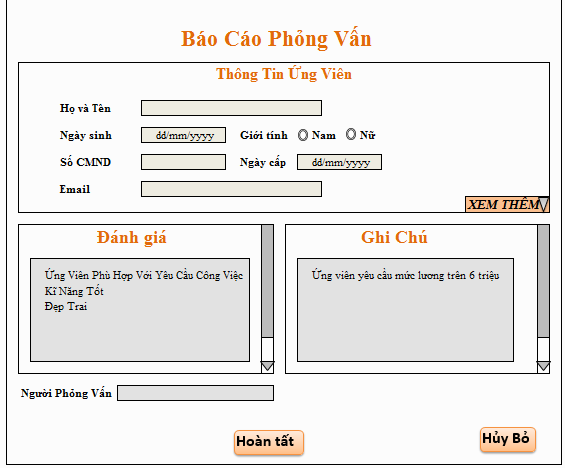 Báo Cáo Phỏng Vấn
Thông Tin Ứng Viên
Họ và Tên
Ngày sinh dd/mm/yyyy Giới tính Nam Nữ
Số CMND Ngày cấp dd/mm/yyyy
Email
XEM THÊM
Đánh giá
Ứng Viên Phù Hợp Với Yêu Cầu Công Việc
Kĩ Năng Tốt
Đẹp Trai
Ghi Chú
Ứng viên yêu cầu mức lương trên 6 triệu
Người Phỏng Vấn
Hoàn tất
Hủy Bỏ